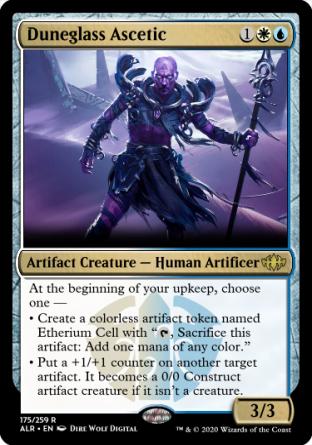 Duneglass Ascetic 1
Artifact Creature — Human Artificer
At the beginning of your upkeep, choose
one —
• Create a colorless artifact token named
Etherium Cell with “, Sacrifice this
artifact: Add one mana of any color.”
• Put a +1/+1 counter on another target
artifact. It becomes a 0/0 Construct
artifact creature if it isn't a creature.
3/3
175/259 R
ALR • EN DIRE WOLF DIGITAL ™ & © 2020 Wizards of the Coast